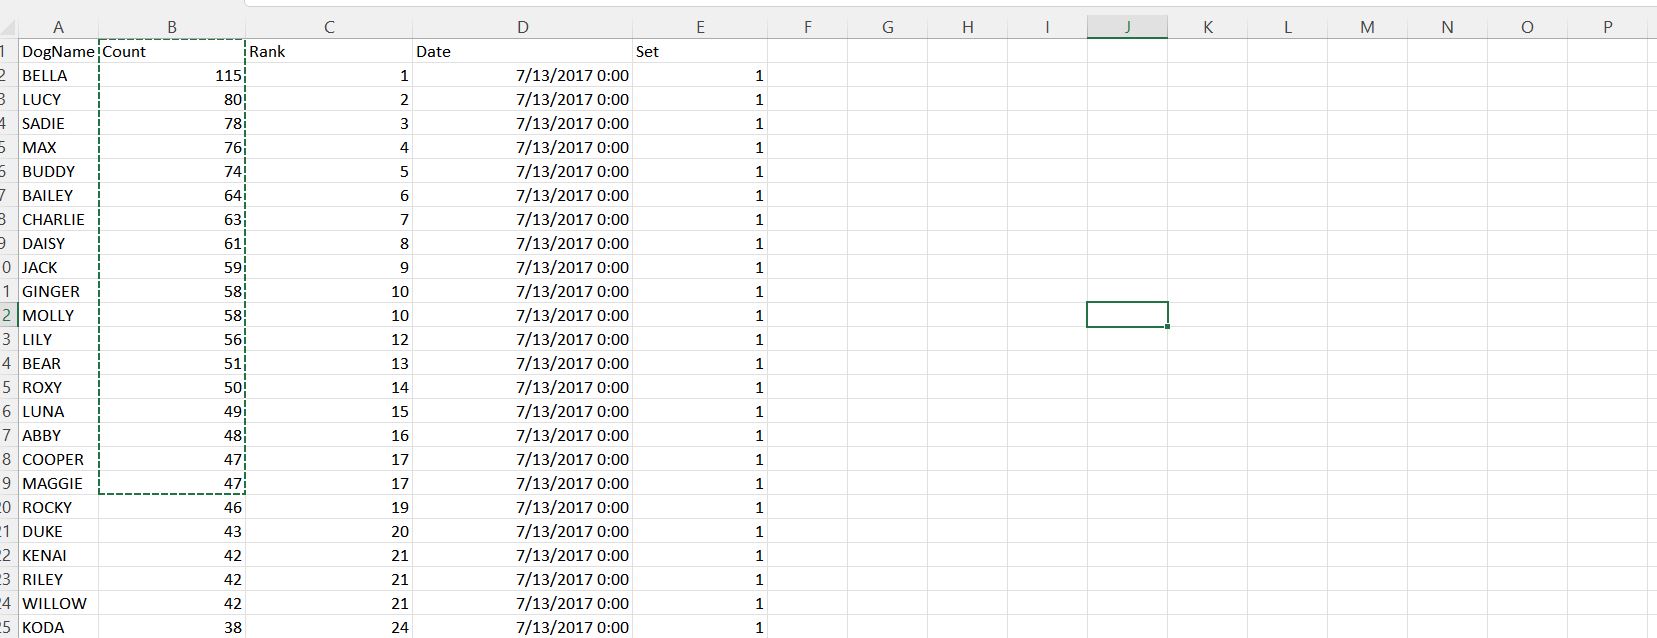 A B C D E F G H I J K L M N O P
1 DogName Count Rank Date Set
2 BELLA 115 1 7/13/2017 0:00 1
3 LUCY 80 2 7/13/2017 0:00 1
4 SADIE 78 3 7/13/2017 0:00 1
5 MAX 76 4 7/13/2017 0:00 1
6 BUDDY 74 5 7/13/2017 0:00 1
7 BAILEY 64 6 7/13/2017 0:00 1
8 CHARLIE 63 7 7/13/2017 0:00 1
9 DAISY 61 8 7/13/2017 0:00 1
0 JACK 59 9 7/13/2017 0:00 1
1 GINGER 58 10 7/13/2017 0:00 1
2 MOLLY 58 10 7/13/2017 0:00 1
3 LILY 56 12 7/13/2017 0:00 1
4 BEAR 51 13 7/13/2017 0:00 1
5 ROXY 50 14 7/13/2017 0:00 1
6 LUNA 49 15 7/13/2017 0:00 1
7 ABBY 48 16 7/13/2017 0:00 1
8 COOPER 47 17 7/13/2017 0:00 1
9 MAGGIE 47 17 7/13/2017 0:00 1
20 ROCKY 46 19 7/13/2017 0:00 1
21 DUKE 43 20 7/13/2017 0:00 1
22 KENAI 42 21 7/13/2017 0:00 1
23 RILEY 42 21 7/13/2017 0:00 1
24 WILLOW 42 21 7/13/2017 0:00 1
25 KODA 38 24 7/13/2017 0:00 1